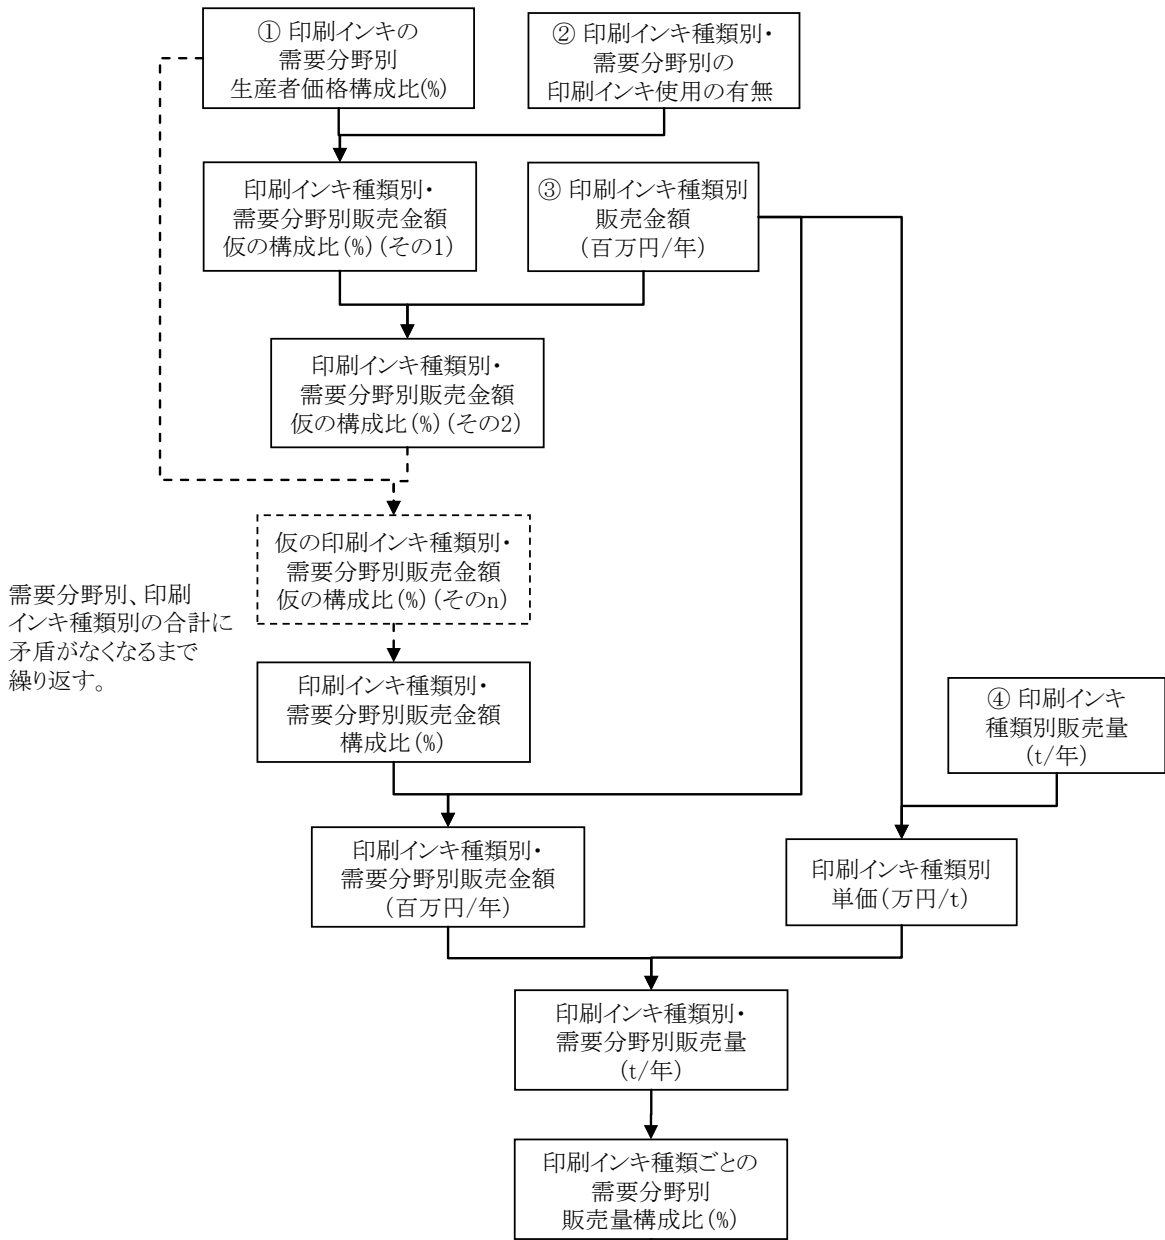 ① 印刷インキの
需要分野別
生産者価格構成比(%)
② 印刷インキ種類別・
需要分野別の
印刷インキ使用の有無
印刷インキ種類別・
需要分野別販売金額
仮の構成比(%)(その1)
③ 印刷インキ種類別
販売金額
(百万円/年)
印刷インキ種類別・
需要分野別販売金額
仮の構成比(%)(その2)
仮の印刷インキ種類別・
需要分野別販売金額
仮の構成比(%)(そのn)
需要分野別、印刷
インキ種類別の合計に
矛盾がなくなるまで
繰り返す。
印刷インキ種類別・
需要分野別販売金額
構成比(%)
④ 印刷インキ
種類別販売量
(t/年)
印刷インキ種類別・
需要分野別販売金額
(百万円/年)
印刷インキ種類別
単価(万円/t)
印刷インキ種類別・
需要分野別販売量
(t/年)
印刷インキ種類ごとの
需要分野別
販売量構成比(%)